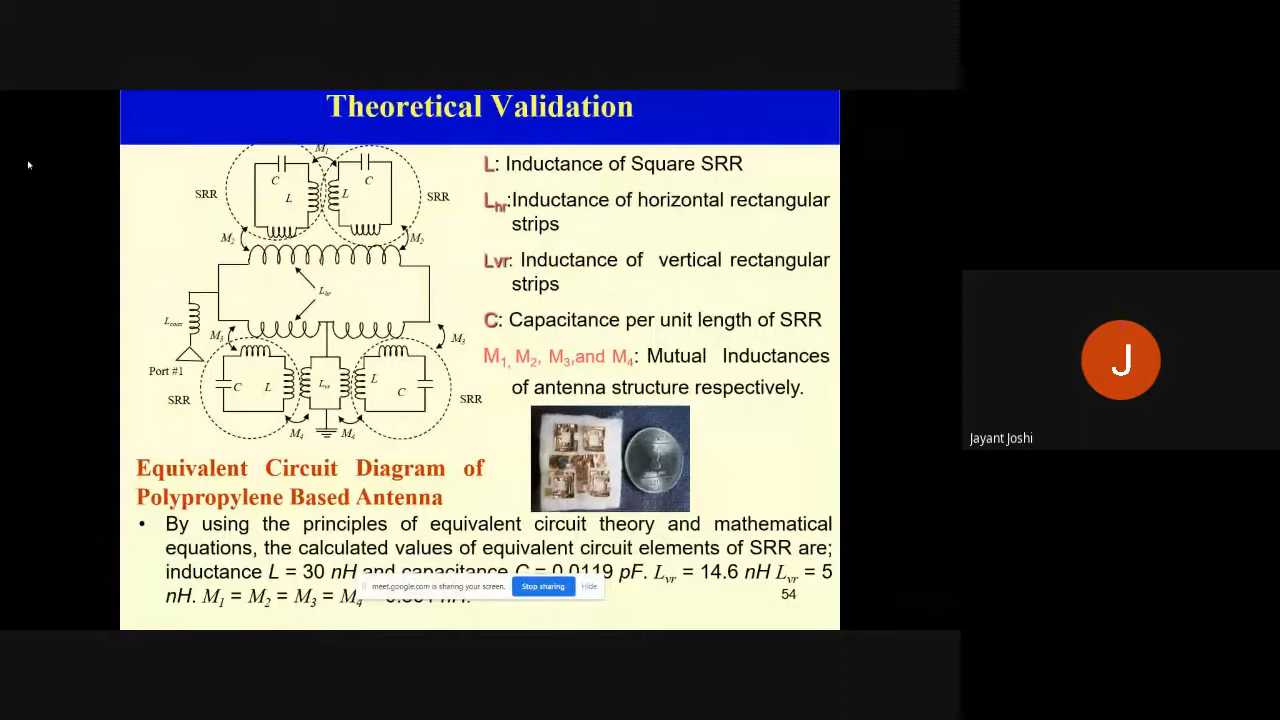 Theoretical Validation
M1
C
C
L
L
SRR
SRR
M2
M2
Lhr
Lcoax
M3
M3
Port #1
C
L
Lvr
L
C
SRR
SRR
M4
M4
L: Inductance of Square SRR
Lhr:Inductance of horizontal rectangular
strips
Lvr: Inductance of vertical rectangular
strips
C: Capacitance per unit length of SRR
M1, M2, M3,and M4: Mutual Inductances
of antenna structure respectively.
Equivalent Circuit Diagram of
Polypropylene Based Antenna
• By using the principles of equivalent circuit theory and mathematical
equations, the calculated values of equivalent circuit elements of SRR are;
inductance L = 30 nH and capacitance C = 0.0119 pF. Lvr = 14.6 nH Lvr = 5
nH. M1 = M2 = M3 = M4
meet.google.com is sharing your screen.
Stop sharing
Hide
54
J
Jayant Joshi